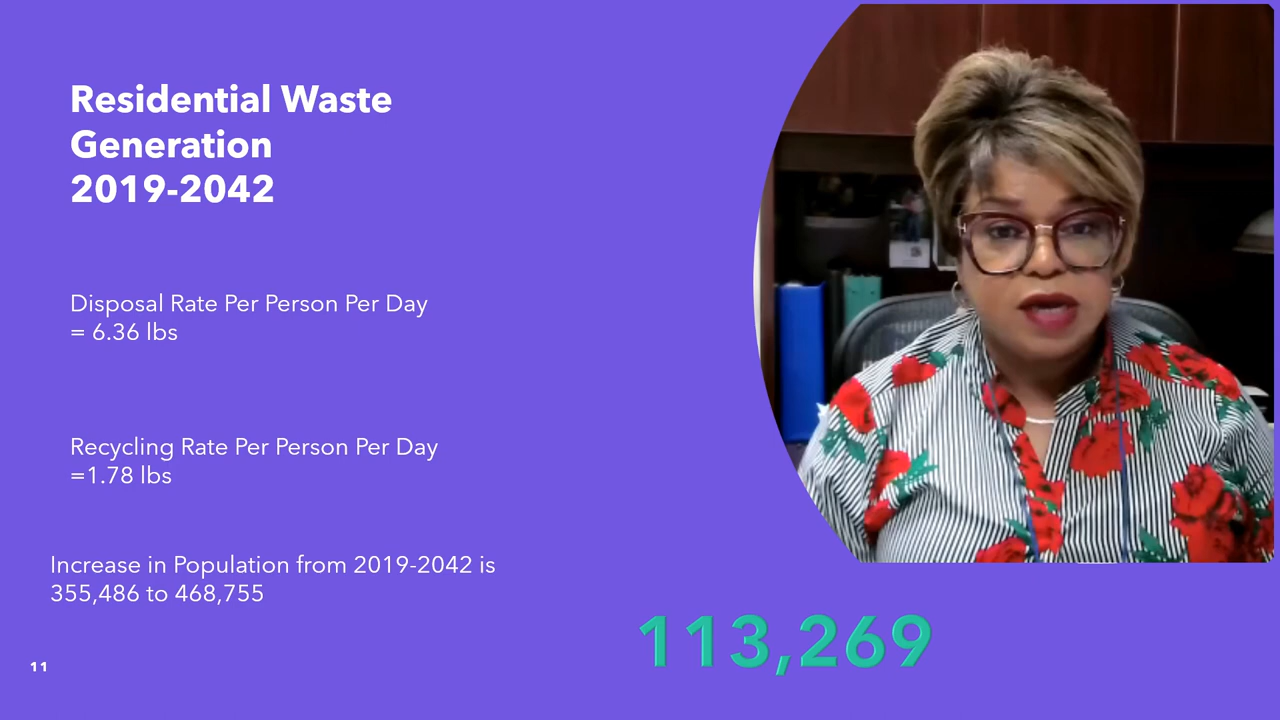 Residential Waste
Generation
2019-2042
Disposal Rate Per Person Per Day
= 6.36 lbs
Recycling Rate Per Person Per Day
=1.78 lbs
Increase in Population from 2019-2042 is
355,486 to 468,755
113,269
11